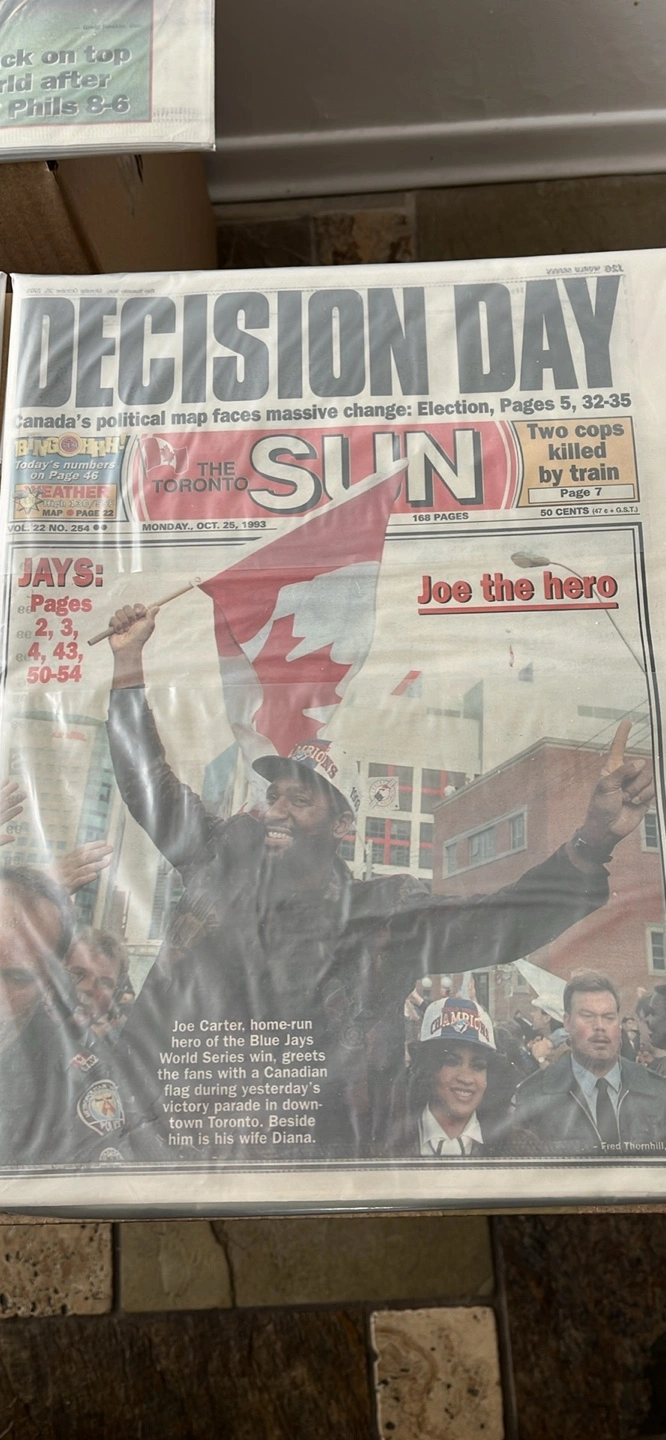 ck on top
rld after
Phils 8-6
DECISION DAY
Canada's political map faces massive change: Election, Pages 5, 32-35
BINGOHHH!
Today's numbers
on Page 46
WEATHER
MAP ● PAGE 22
THE
TORONTO
SUN
Two cops
killed
by train
Page 7
VOL. 22 NO. 264 ●●
MONDAY., OCT. 25, 1993
168 PAGES
50 CENTS (47 ¢ + G.S.T.)
JAYS:
Pages
2, 3,
4, 43,
50-54
Joe the hero
CHAMPIONS
Joe Carter, home-run
hero of the Blue Jays
World Series win, greets
the fans with a Canadian
flag during yesterday's
victory parade in down-
town Toronto. Beside
him is his wife Diana.
– Fred Thornhill,